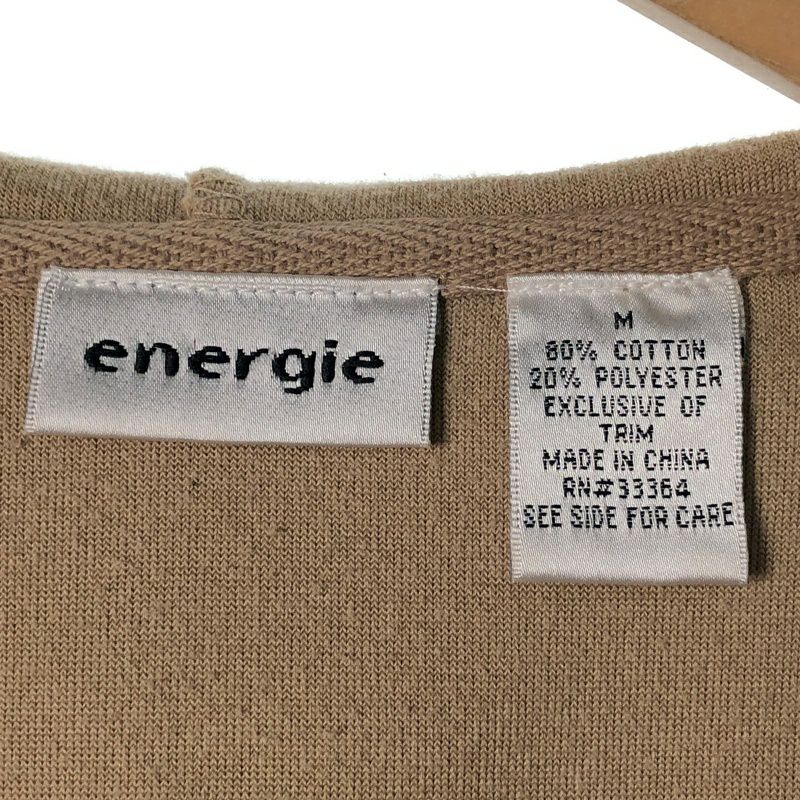 energie
M
80% COTTON
20% POLYESTER
EXCLUSIVE OF
TRIM
MADE IN CHINA
RN#33364
SEE SIDE FOR CARE